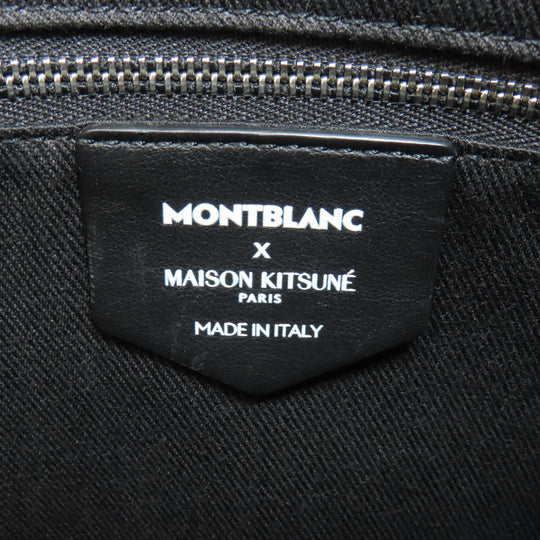 MONTBLANC
X
MAISON KITSUNÉ
PARIS
MADE IN ITALY